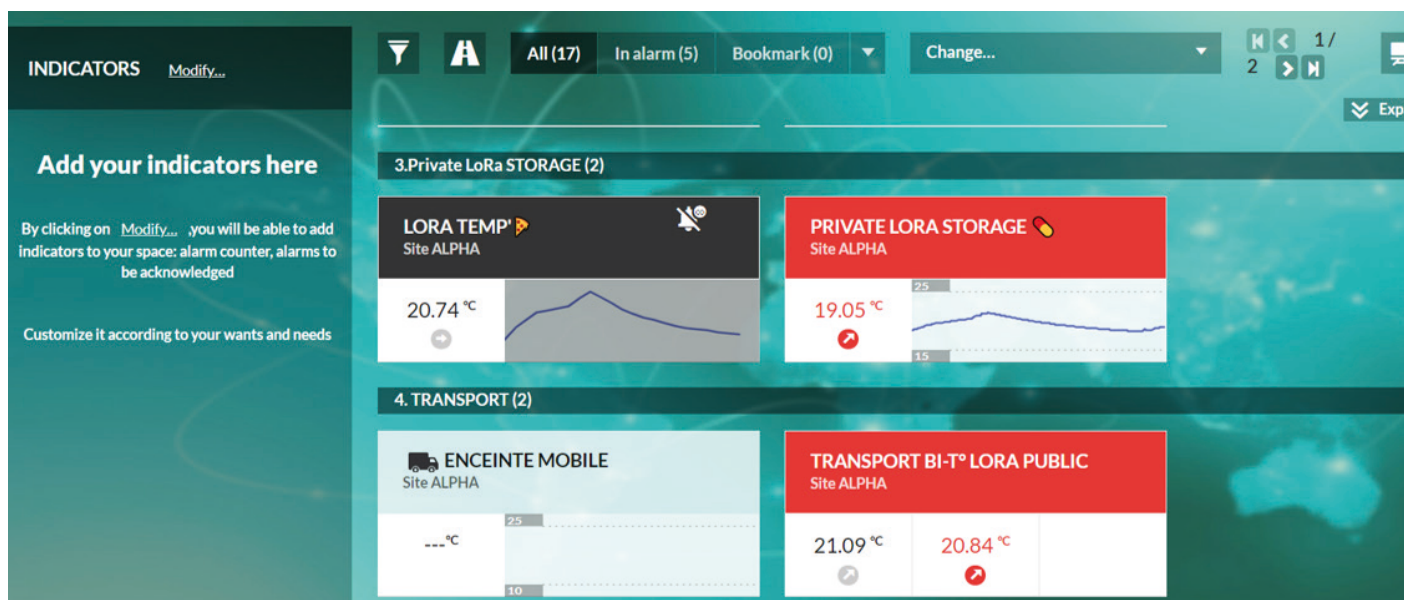 INDICATORS Modify...
All (17) In alarm (5) Bookmark (0) Change... 1/
2
Exp
Add your indicators here
By clicking on Modify... ,you will be able to add
indicators to your space: alarm counter, alarms to
be acknowledged
Customize it according to your wants and needs
3.Private LoRa STORAGE (2)
LORA TEMP'
Site ALPHA
20.74 °C
PRIVATE LORA STORAGE
Site ALPHA
19.05 °C
25
15
4. TRANSPORT (2)
ENCEINTE MOBILE
Site ALPHA
---°C
25
10
TRANSPORT BI-T° LORA PUBLIC
Site ALPHA
21.09 °C 20.84 °C